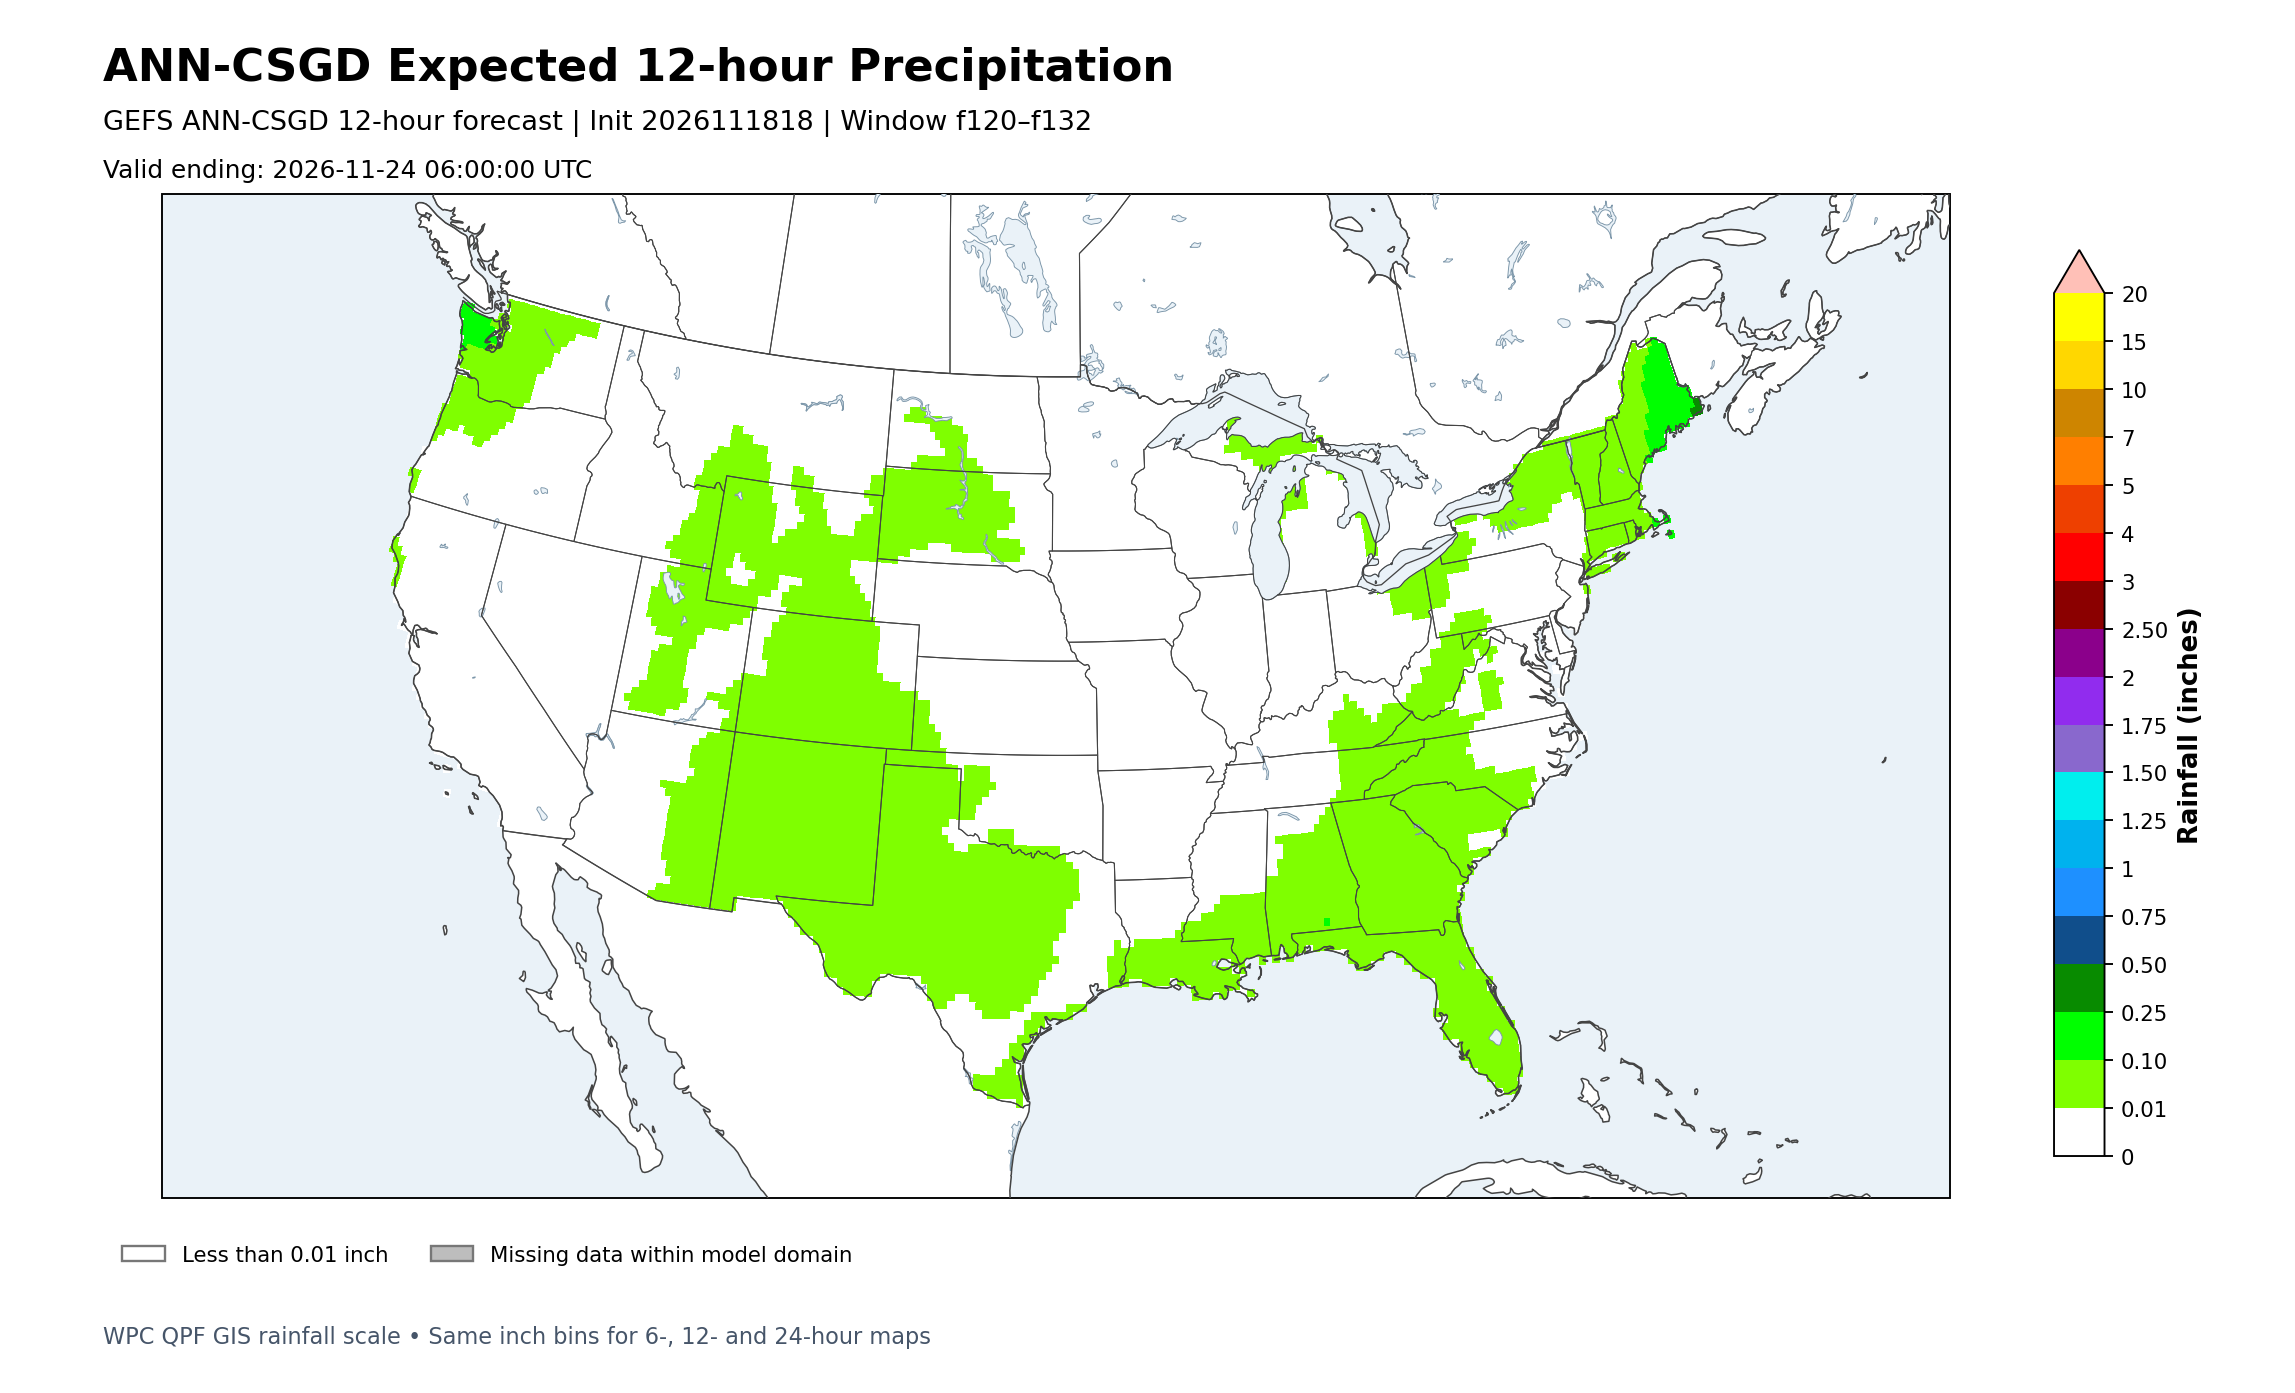 ANN-CSGD Expected 12-hour Precipitation
GEFS ANN-CSGD 12-hour forecast | Init 2026111818 | Window f120–f132
Valid ending: 2026-11-24 06:00:00 UTC
20
15
10
7
5
4
3
2.50
2
1.75
1.50
1.25
1
0.75
0.50
0.25
0.10
0.01
0
Rainfall (inches)
Less than 0.01 inch
Missing data within model domain
WPC QPF GIS rainfall scale • Same inch bins for 6-, 12- and 24-hour maps